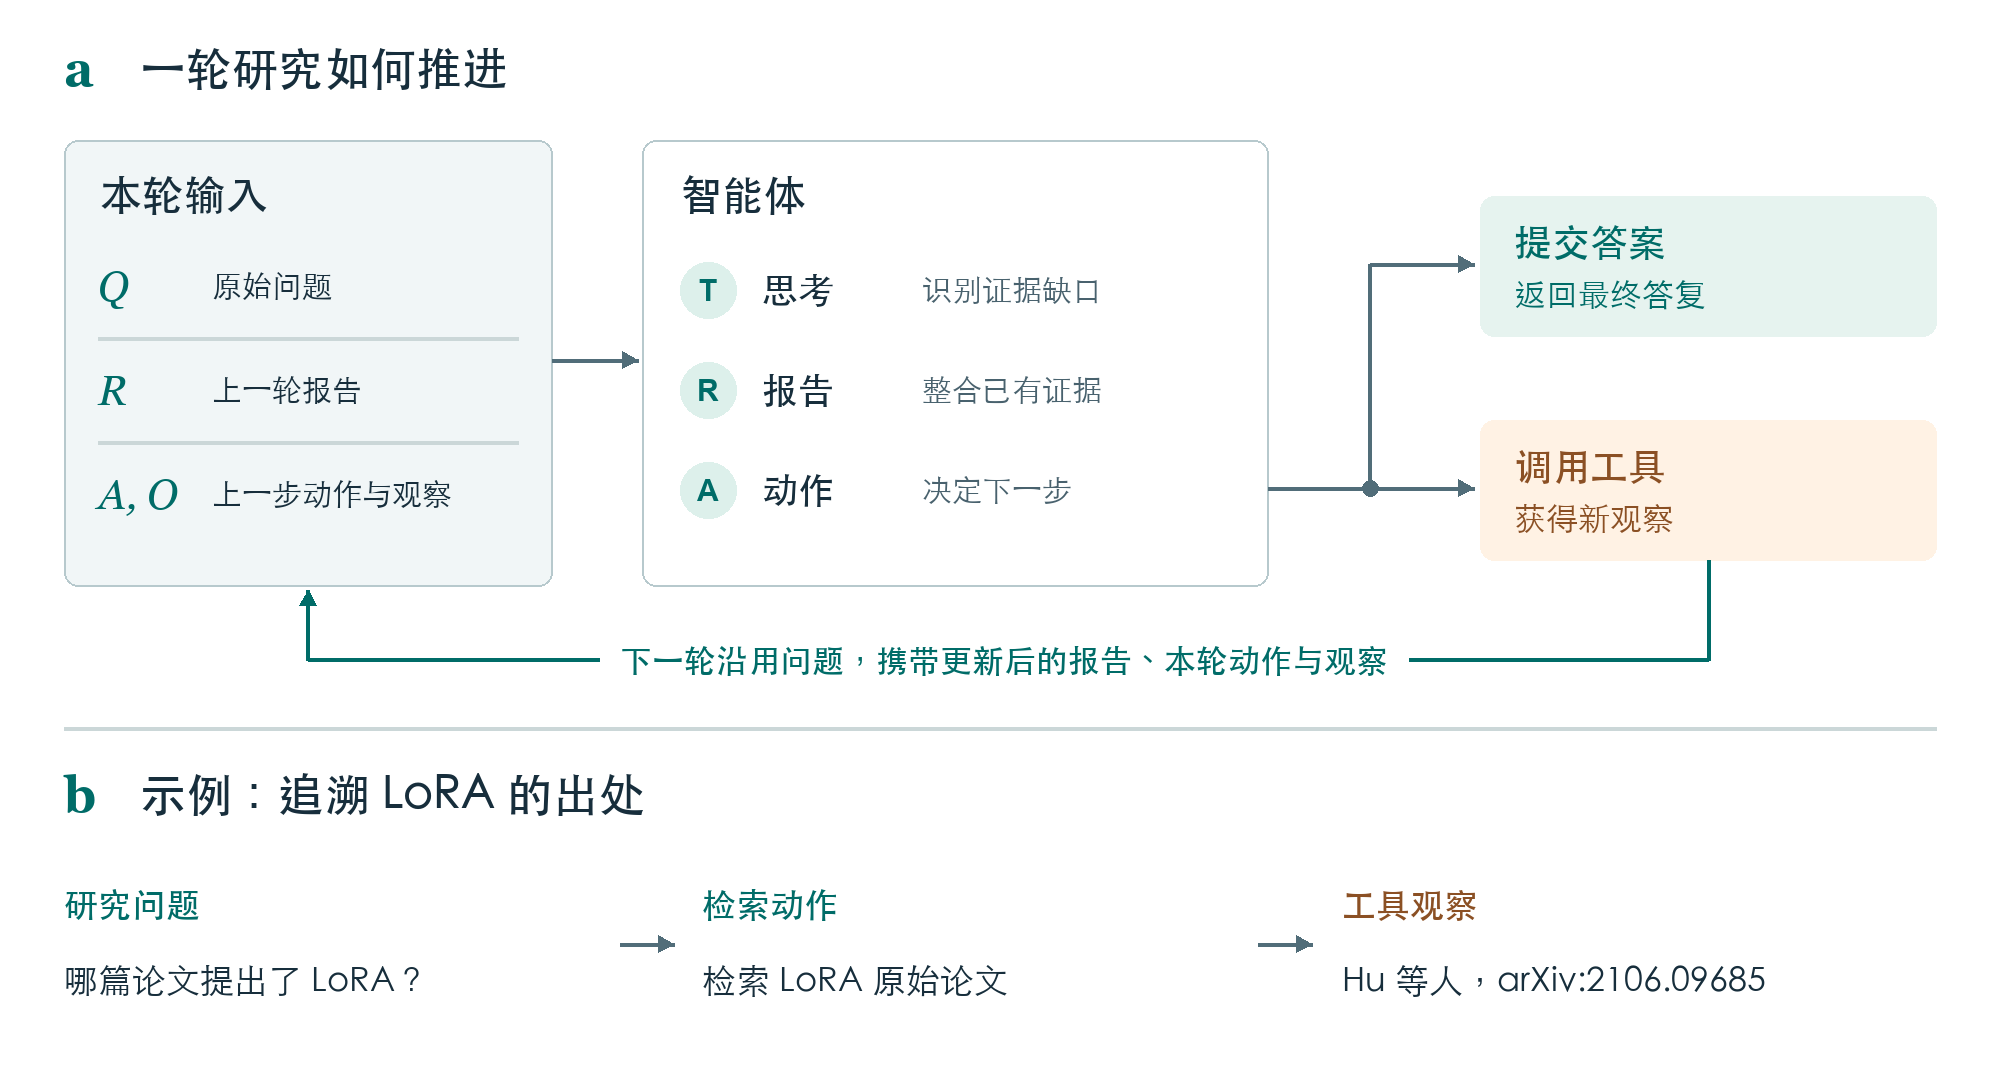 a 一轮研究如何推进
本轮输入
Q 原始问题
R 上一轮报告
A, O 上一步动作与观察
智能体
T 思考 识别证据缺口
R 报告 整合已有证据
A 动作 决定下一步
提交答案
返回最终答复
调用工具
获得新观察
下一轮沿用问题，携带更新后的报告、本轮动作与观察
b 示例：追溯 LoRA 的出处
研究问题
哪篇论文提出了 LoRA？
检索动作
检索 LoRA 原始论文
工具观察
Hu 等人，arXiv:2106.09685